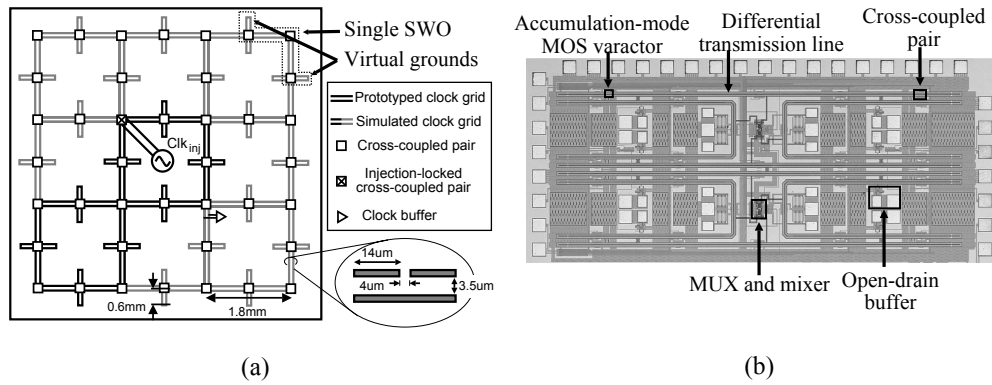 Single SWO
Virtual grounds
Prototyped clock grid
Simulated clock grid
Cross-coupled pair
Injection-locked
cross-coupled pair
Clock buffer
Clk inj
14um
4um
3.5um
0.6mm
1.8mm
(a)
Accumulation-mode
MOS varactor
Differential
transmission line
Cross-coupled
pair
MUX and mixer
Open-drain
buffer
(b)